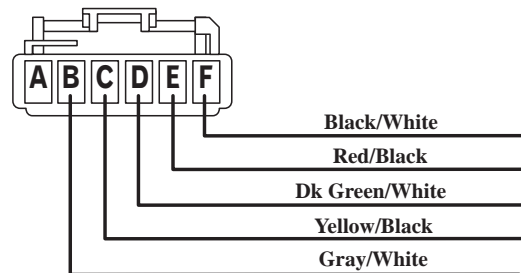 A B C D E F
Black/White
Red/Black
Dk Green/White
Yellow/Black
Gray/White